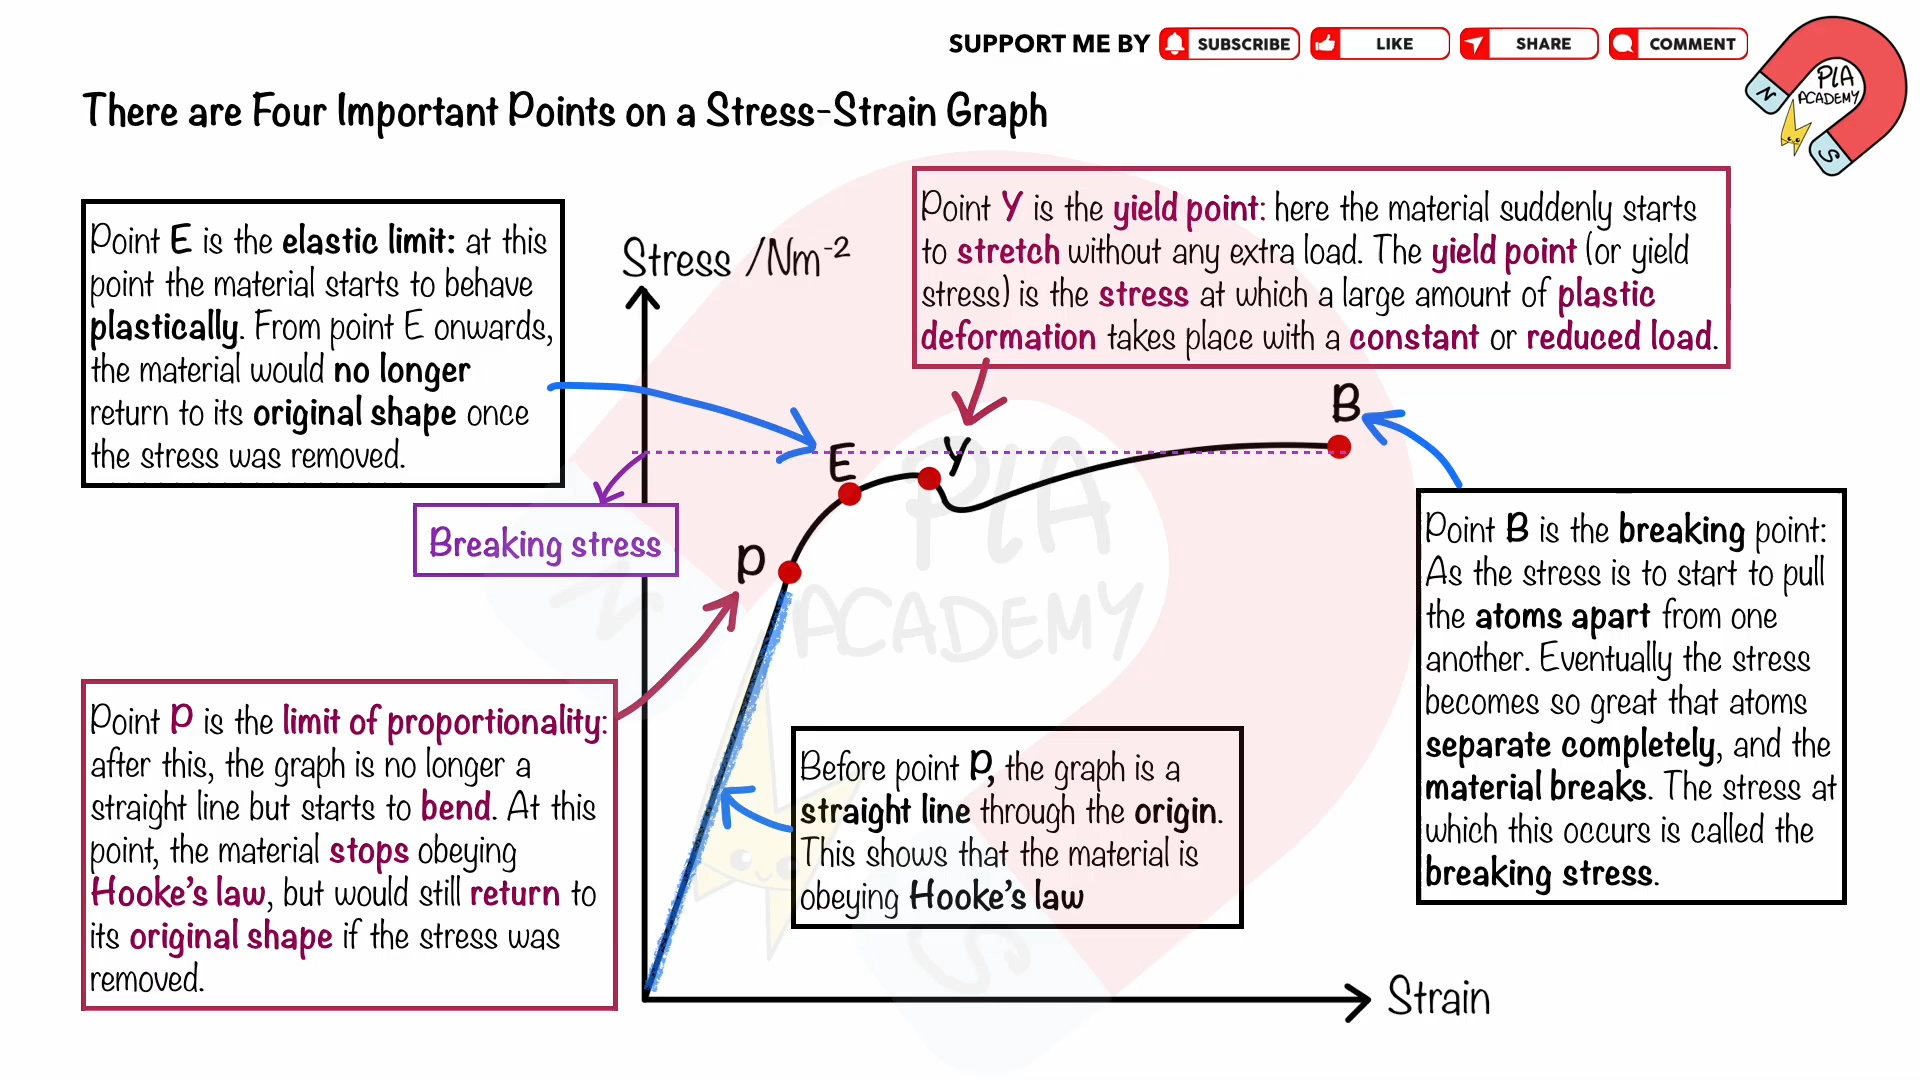 SUPPORT ME BY
SUBSCRIBE
LIKE
SHARE
COMMENT
PLA
ACADEMY
N
S
There are Four Important Points on a Stress-Strain Graph
Point E is the elastic limit: at this
point the material starts to behave
plastically. From point E onwards,
the material would no longer
return to its original shape once
the stress was removed.
Stress /Nm⁻²
Point Y is the yield point: here the material suddenly starts
to stretch without any extra load. The yield point (or yield
stress) is the stress at which a large amount of plastic
deformation takes place with a constant or reduced load.
B
E
Y
Breaking stress
P
PLA
ACADEMY
N
S
Point B is the breaking point:
As the stress is to start to pull
the atoms apart from one
another. Eventually the stress
becomes so great that atoms
separate completely, and the
material breaks. The stress at
which this occurs is called the
breaking stress.
Point P is the limit of proportionality:
after this, the graph is no longer a
straight line but starts to bend. At this
point, the material stops obeying
Hooke's law, but would still return to
its original shape if the stress was
removed.
Before point P, the graph is a
straight line through the origin.
This shows that the material is
obeying Hooke's law
Strain